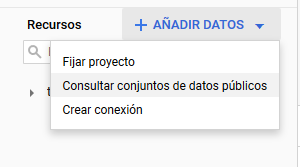 Recursos
+ AÑADIR DATOS
Fijar proyecto
Consultar conjuntos de datos públicos
Crear conexión